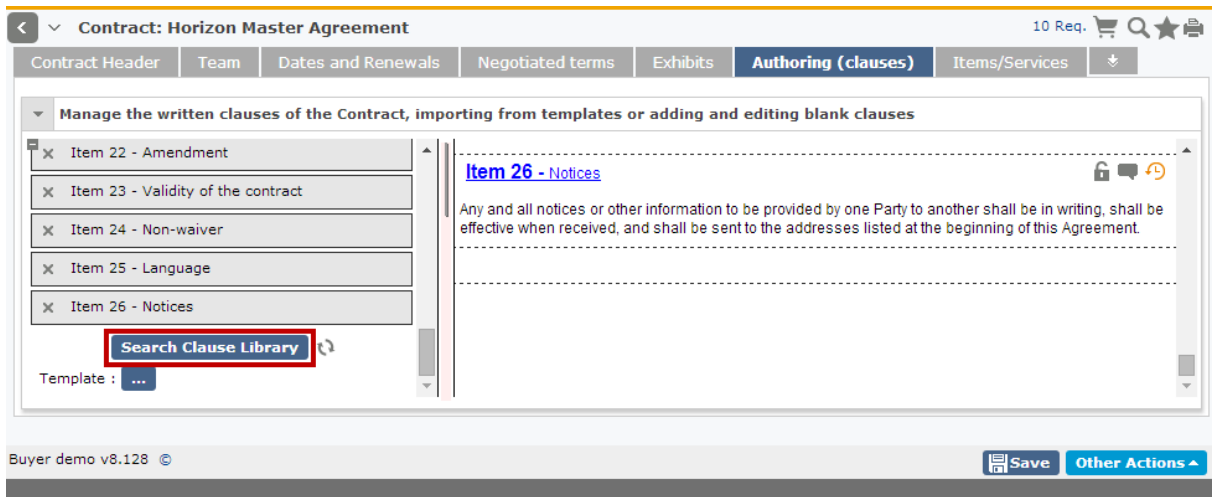 Contract: Horizon Master Agreement
10 Req.
Contract Header
Team
Dates and Renewals
Negotiated terms
Exhibits
Authoring (clauses)
Items/Services
Manage the written clauses of the Contract, importing from templates or adding and editing blank clauses
Item 22 - Amendment
Item 23 - Validity of the contract
Item 24 - Non-waiver
Item 25 - Language
Item 26 - Notices
Search Clause Library
Template : ...
Item 26 - Notices
Any and all notices or other information to be provided by one Party to another shall be in writing, shall be
effective when received, and shall be sent to the addresses listed at the beginning of this Agreement.
Buyer demo v8.128 ©
Save
Other Actions